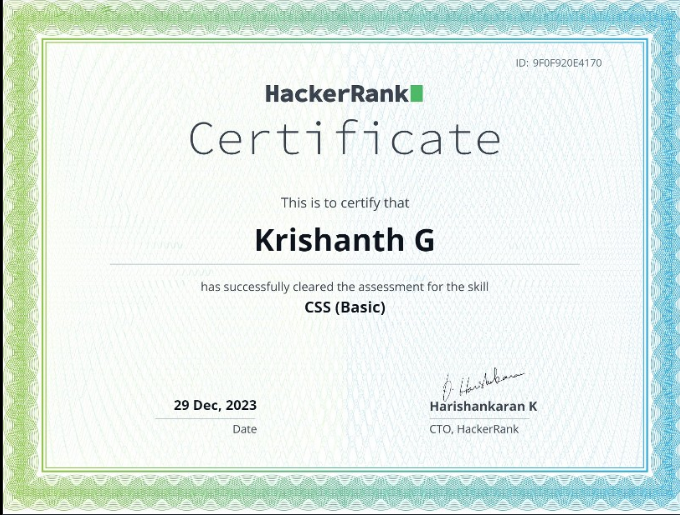 ID: 9F0F920E4170
HackerRank
Certificate
This is to certify that
Krishanth G
has successfully cleared the assessment for the skill
CSS (Basic)
29 Dec, 2023
Date
Harishankaran K
CTO, HackerRank